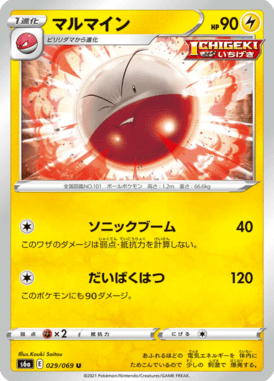 1進化 マルマイン HP90
ビリリダマから進化
ICHIGEKI
いちげき
全国図鑑NO.101 ボールポケモン 高さ:1.2m 重さ:66.6kg
ソニックブーム 40
このワザのダメージは弱点・抵抗力を計算しない。
だいばくはつ 120
このポケモンにも90ダメージ。
弱点 ×2 抵抗力 にげる
Illus.Kouki Saitou
s6a E 029/069 U
©2021 Pokémon/Nintendo/Creatures/GAME FREAK.
あふれるほどの 電気エネルギーを 体内に
ためこんでいるので 少しの 刺激で 大爆発する。